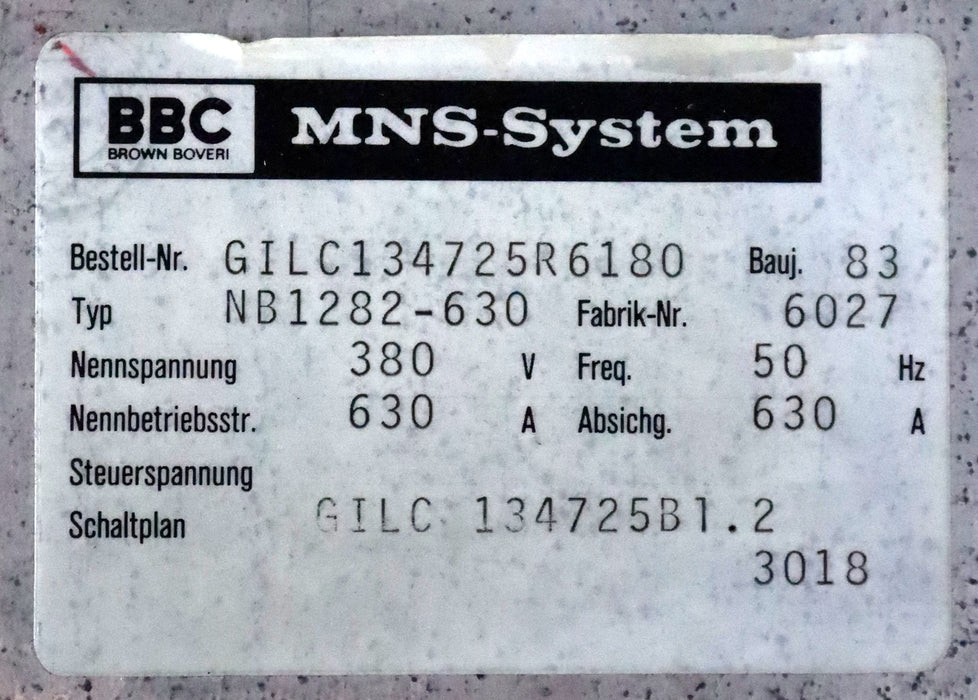 BBC
BROWN BOVERI
MNS-System
Bestell-Nr. GILC134725R6180 Bauj. 83
Typ NB1282-630 Fabrik-Nr. 6027
Nennspannung 380 V Freq. 50 Hz
Nennbetriebsstr. 630 A Absichg. 630 A
Steuerspannung
Schaltplan GILC 134725B1.2
3018